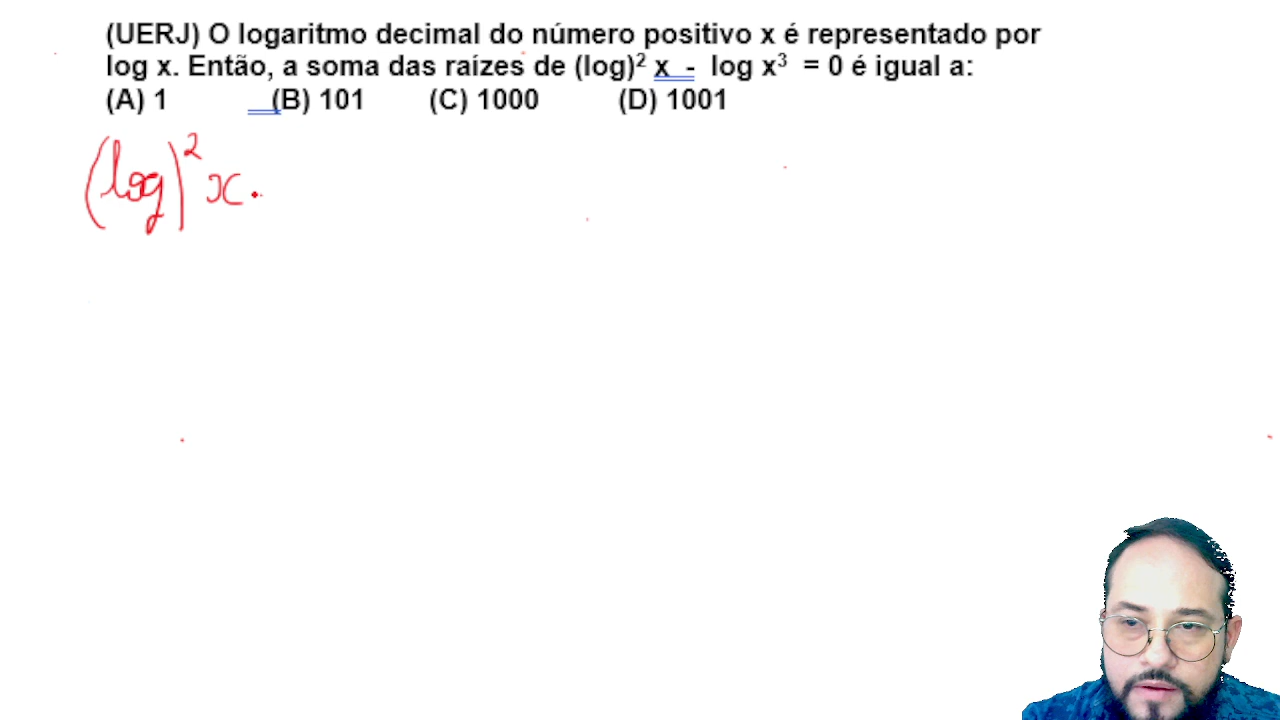 (UERJ) O logaritmo decimal do número positivo x é representado por
log x. Então, a soma das raízes de (log)² x - log x³ = 0 é igual a:
(A) 1 (B) 101 (C) 1000 (D) 1001
(log)² x